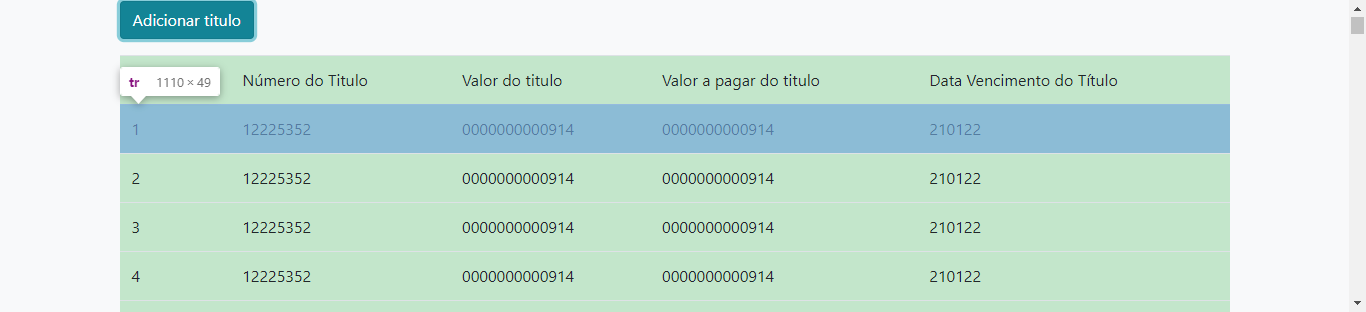 Adicionar titulo
tr 1110 × 49
Número do Titulo Valor do titulo Valor a pagar do titulo Data Vencimento do Título
1 12225352 0000000000914 0000000000914 210122
2 12225352 0000000000914 0000000000914 210122
3 12225352 0000000000914 0000000000914 210122
4 12225352 0000000000914 0000000000914 210122